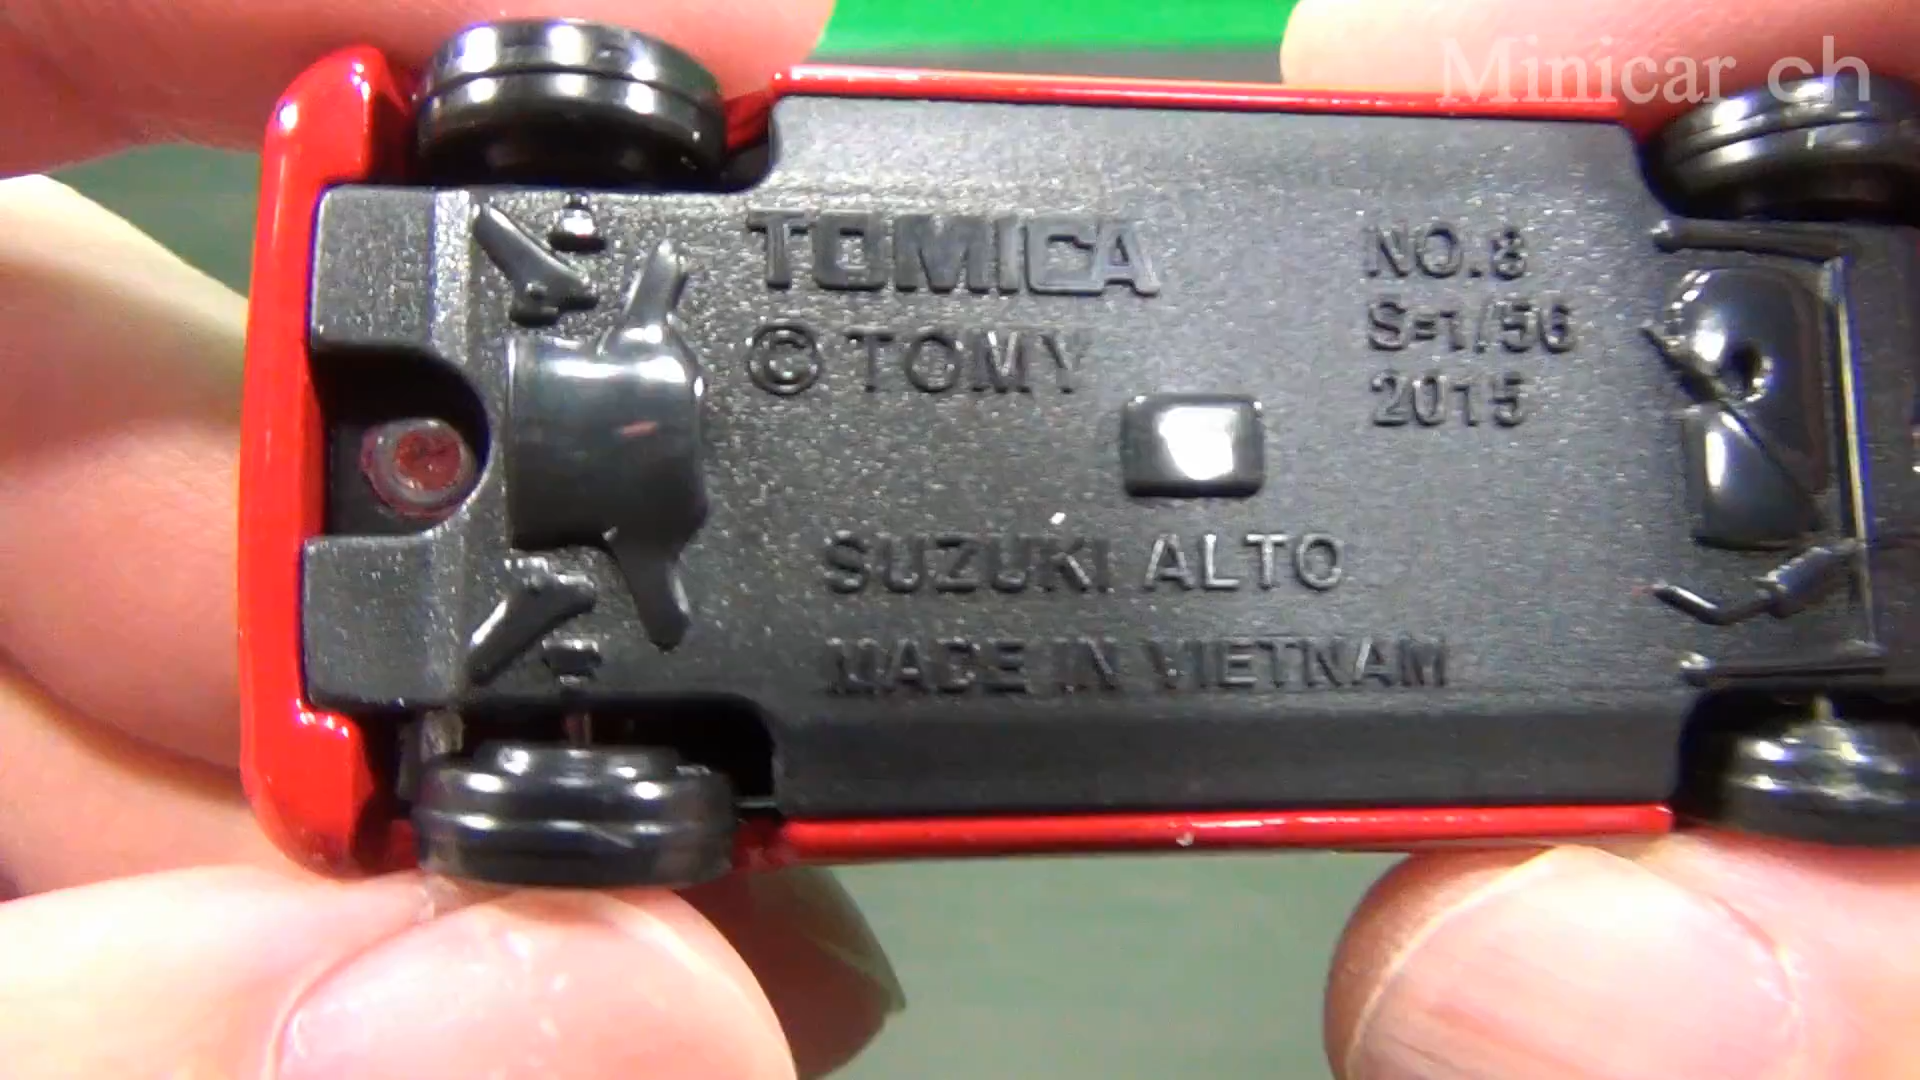 Minicar ch
TOMICA
© TOMY
NO.8
S=1/56
2015
SUZUKI ALTO
MADE IN VIETNAM